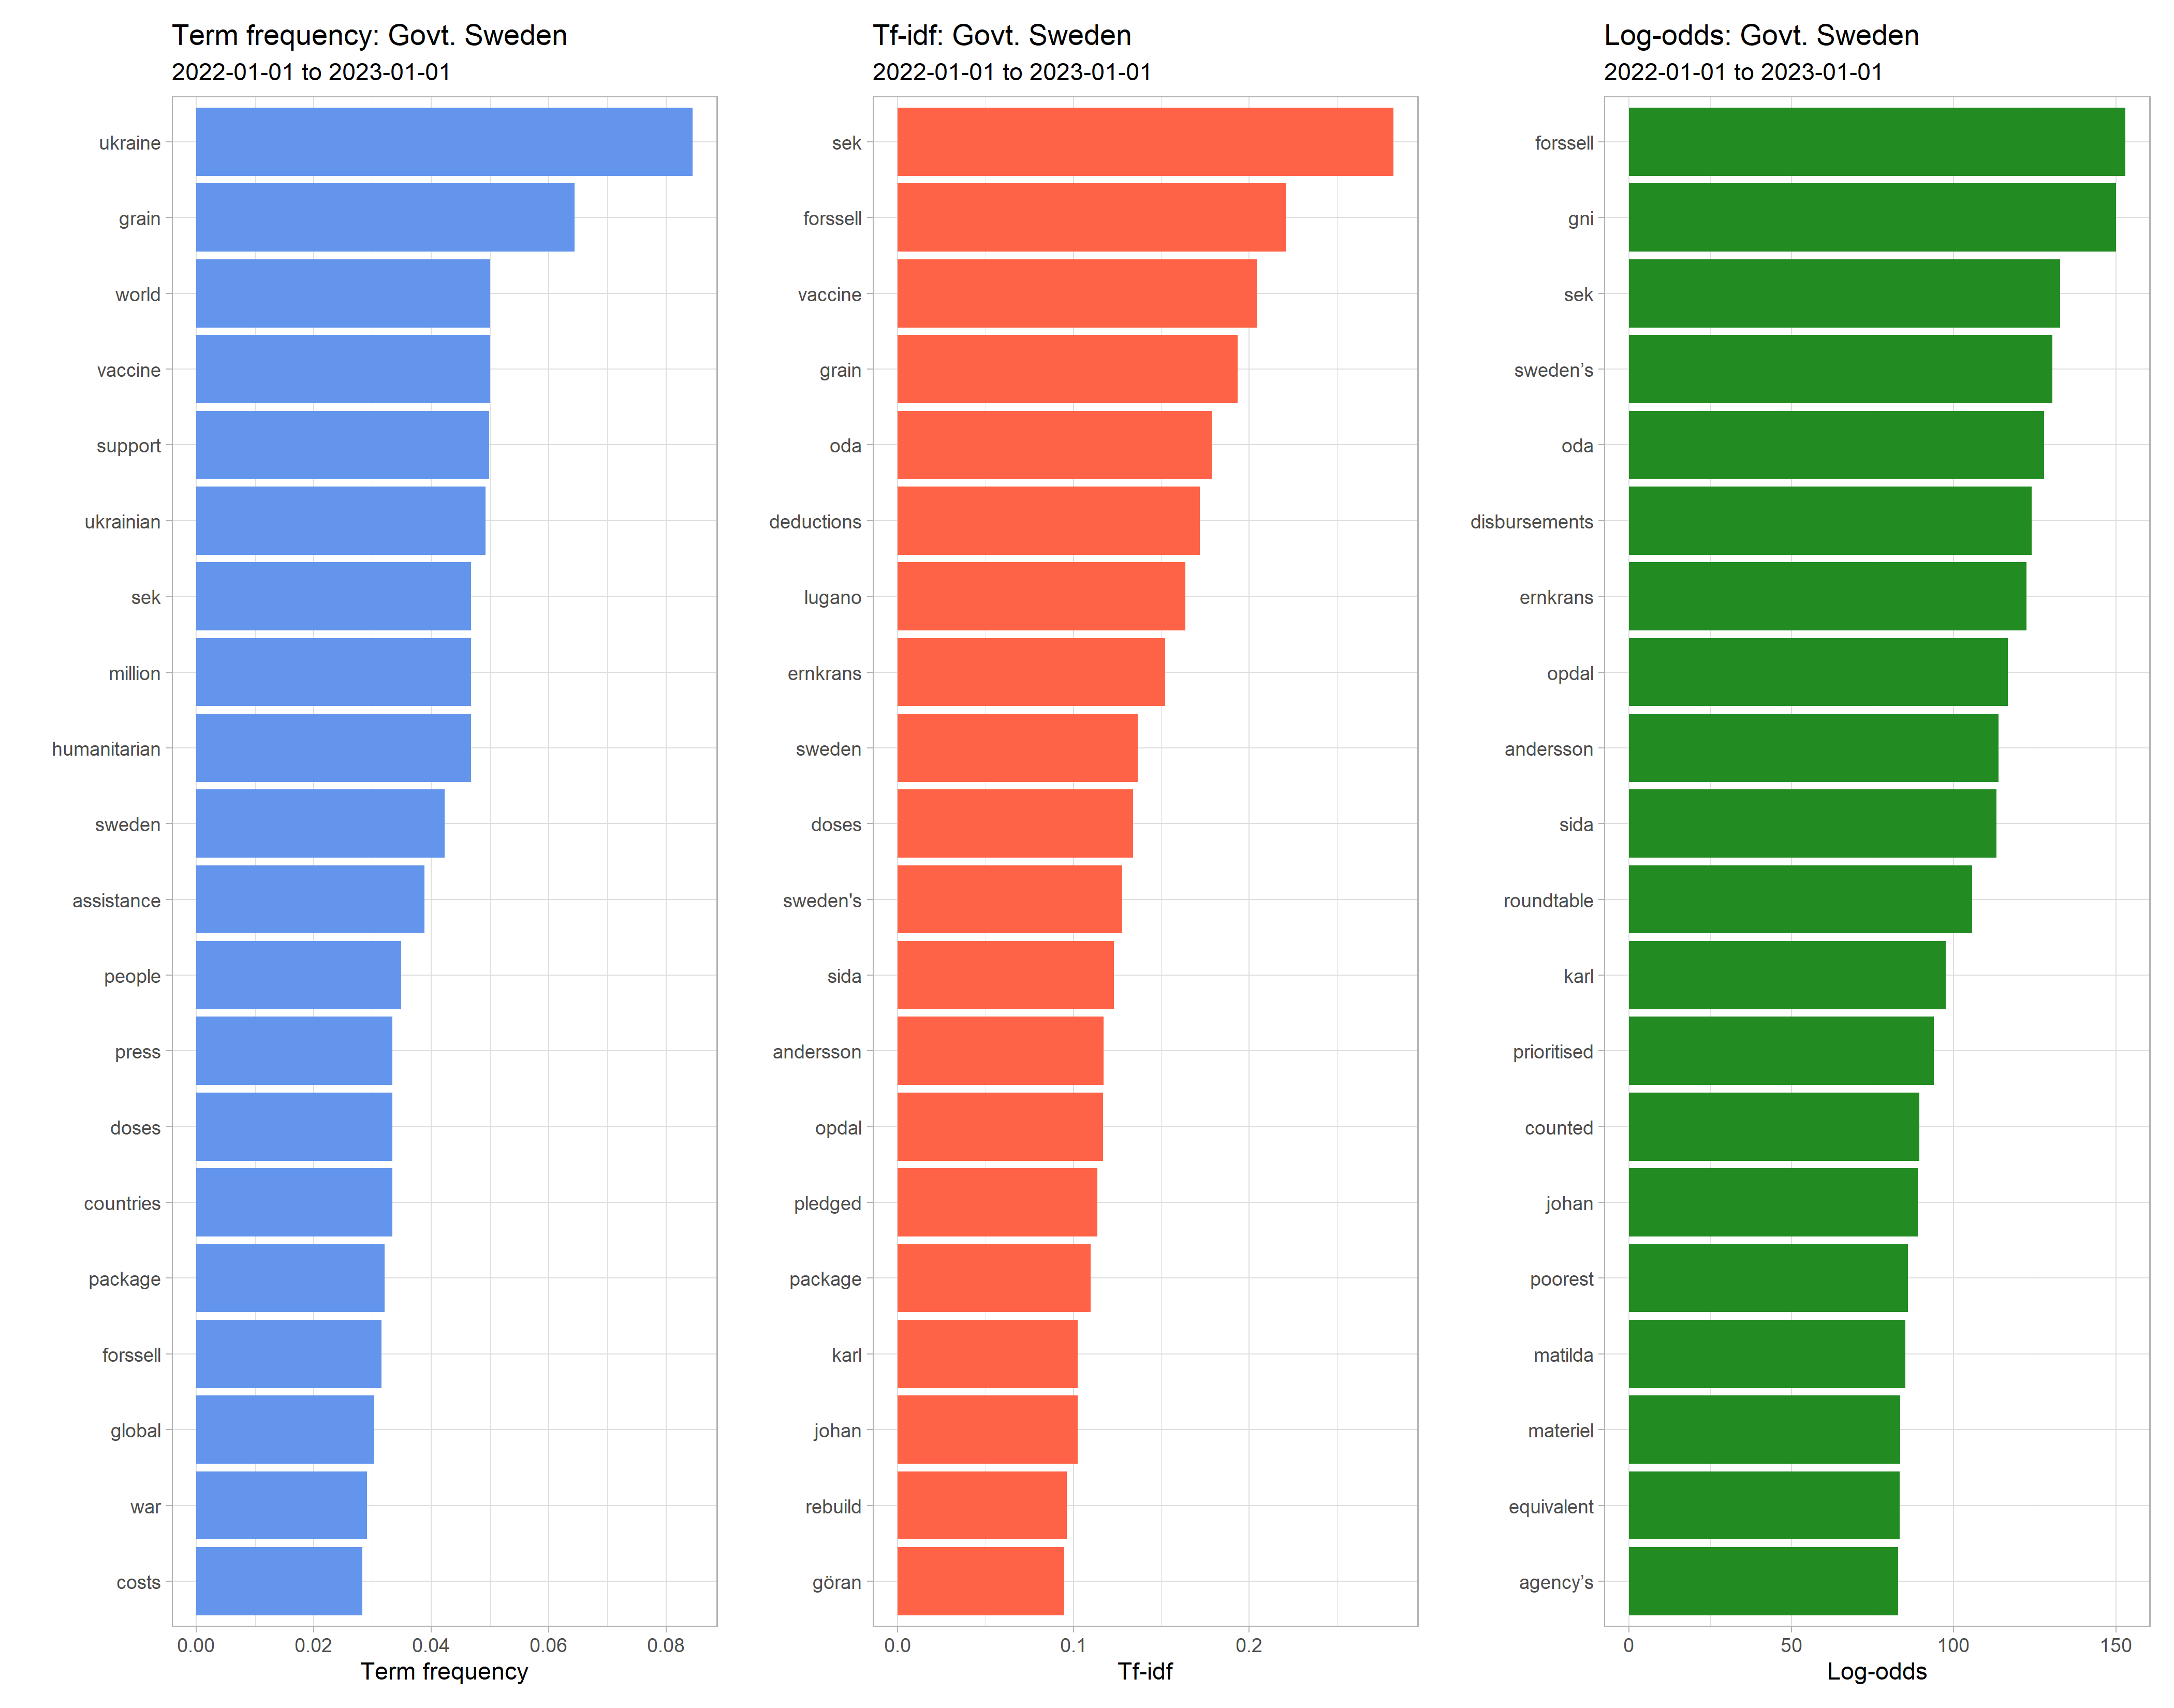 Term frequency: Govt. Sweden
2022-01-01 to 2023-01-01
ukraine
grain
world
vaccine
support
ukrainian
sek
million
humanitarian
sweden
assistance
people
press
doses
countries
package
forssell
global
war
costs
0.00 0.02 0.04 0.06 0.08
Term frequency
Tf-idf: Govt. Sweden
2022-01-01 to 2023-01-01
sek
forssell
vaccine
grain
oda
deductions
lugano
ernkrans
sweden
doses
sweden's
sida
andersson
opdal
pledged
package
karl
johan
rebuild
göran
0.0 0.1 0.2
Tf-idf
Log-odds: Govt. Sweden
2022-01-01 to 2023-01-01
forssell
gni
sek
sweden’s
oda
disbursements
ernkrans
opdal
andersson
sida
roundtable
karl
prioritised
counted
johan
poorest
matilda
materiel
equivalent
agency’s
0 50 100 150
Log-odds